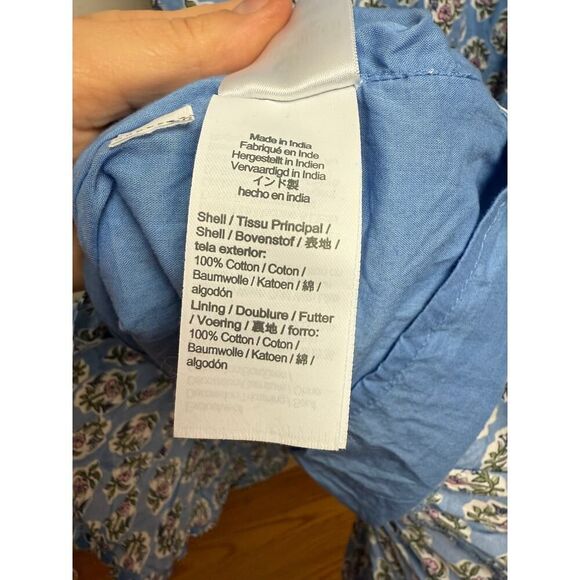 Made in India
Fabriqué en Inde
Hergestellt in Indien
Vervaardigd in India
インド製
hecho en india
Shell / Tissu Principal /
Shell / Bovenstof / 表地 /
tela exterior:
100% Cotton / Coton /
Baumwolle / Katoen / 綿 /
algodón
Lining / Doublure / Futter
/ Voering / 裏地 / forro:
100% Cotton / Coton /
Baumwolle / Katoen / 綿 /
algodón